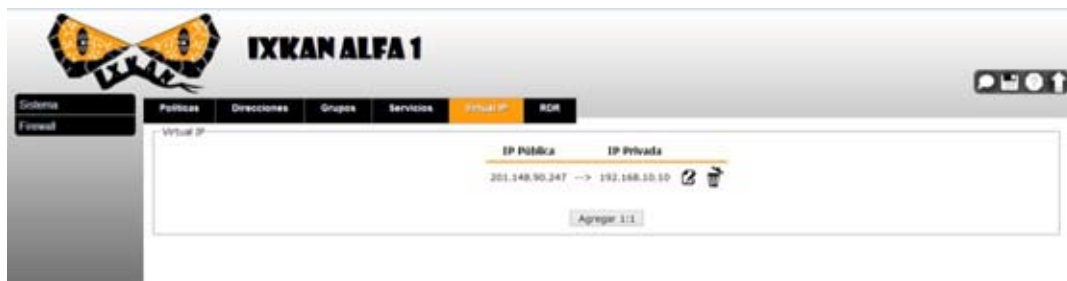 IXKAN
IXKAN ALFA 1
Sistema
Firewall
Políticas Direcciones Grupos Servicios Virtual IP RDR
Virtual IP
IP Pública IP Privada
201.148.90.247 --> 192.168.10.10
Agregar 1:1